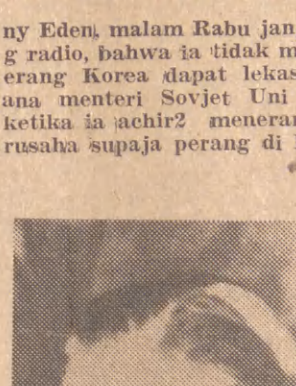 ny Eden, malam Rabu jan
g radio, bahwa ia tidak m
erang Korea dapat lekas
ana menteri Sovjet Uni
ketika ia achir2 meneran
rusaha supaja perang di